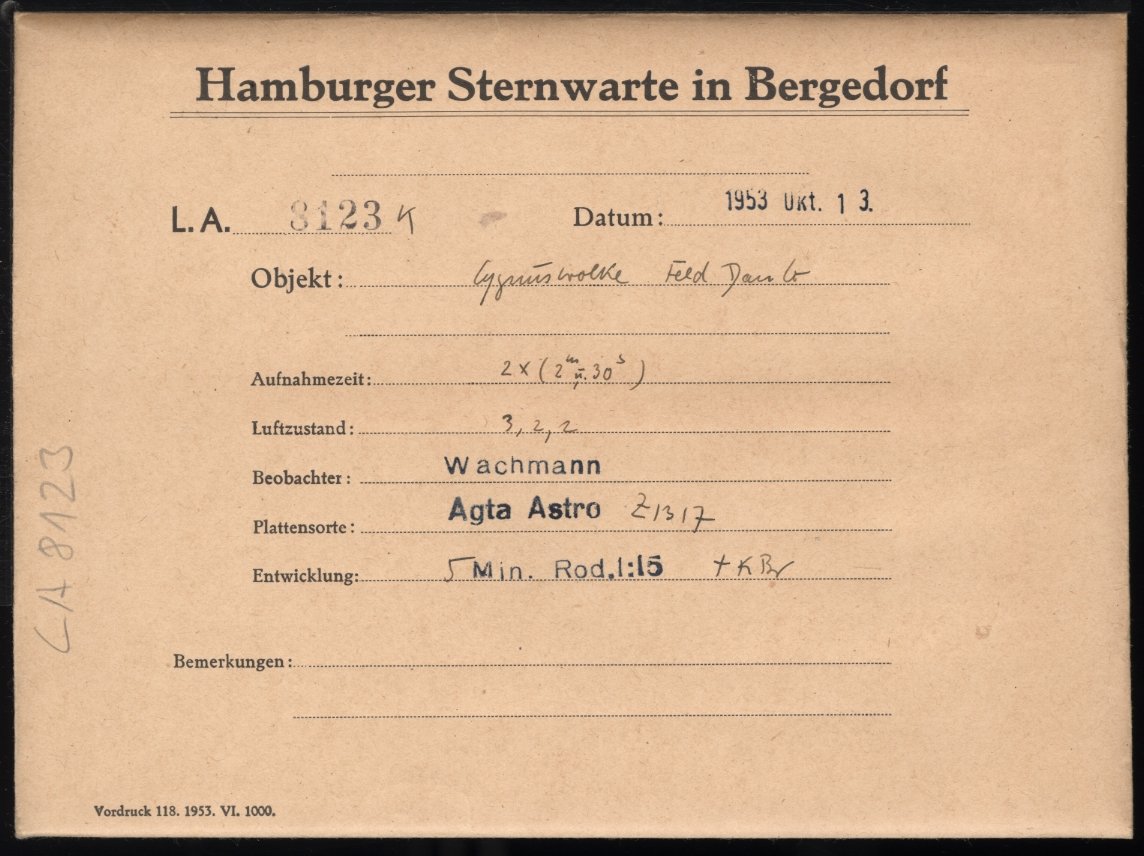 Hamburger Sternwarte in Bergedorf
L. A. 8123 K Datum: 1953 Okt. 1 3.
Objekt: Cygnuswolke Feld
Aufnahmezeit: 2 x (2m u. 30s)
Luftzustand: 3, 2, 2
Beobachter: Wachmann
Plattensorte: Agfa Astro Z1317
Entwicklung: 5 Min. Rod. 1:15 + KBr
Bemerkungen:
Vordruck 118. 1953. VI. 1000.
LA 8123